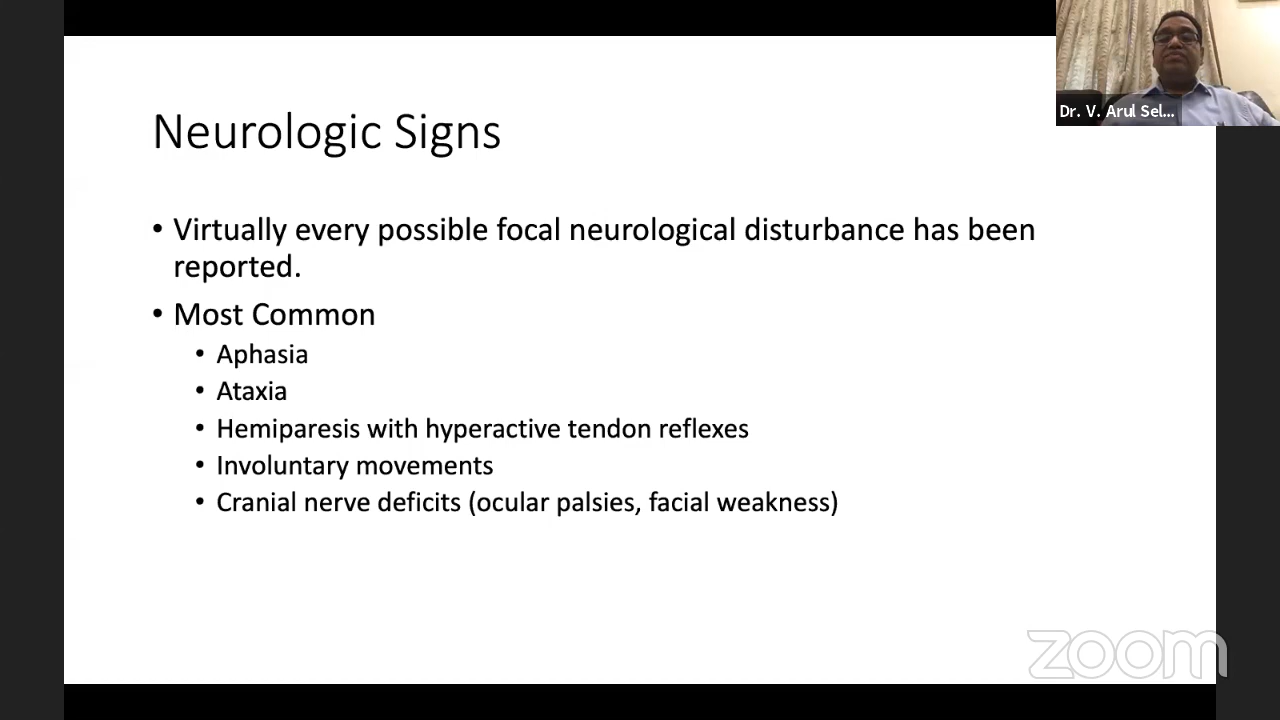 Dr. V. Arul Sel...
Neurologic Signs
• Virtually every possible focal neurological disturbance has been
reported.
• Most Common
• Aphasia
• Ataxia
• Hemiparesis with hyperactive tendon reflexes
• Involuntary movements
• Cranial nerve deficits (ocular palsies, facial weakness)
zoom